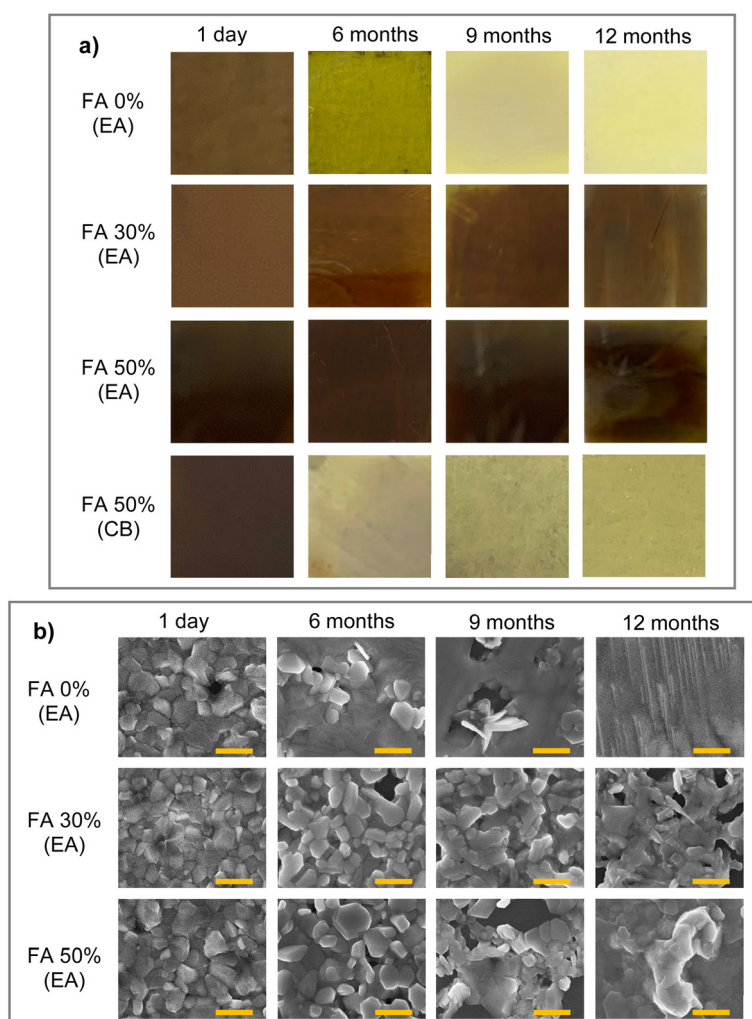 a)
1 day 6 months 9 months 12 months
FA 0%
(EA)
FA 30%
(EA)
FA 50%
(EA)
FA 50%
(CB)
b)
1 day 6 months 9 months 12 months
FA 0%
(EA)
FA 30%
(EA)
FA 50%
(EA)